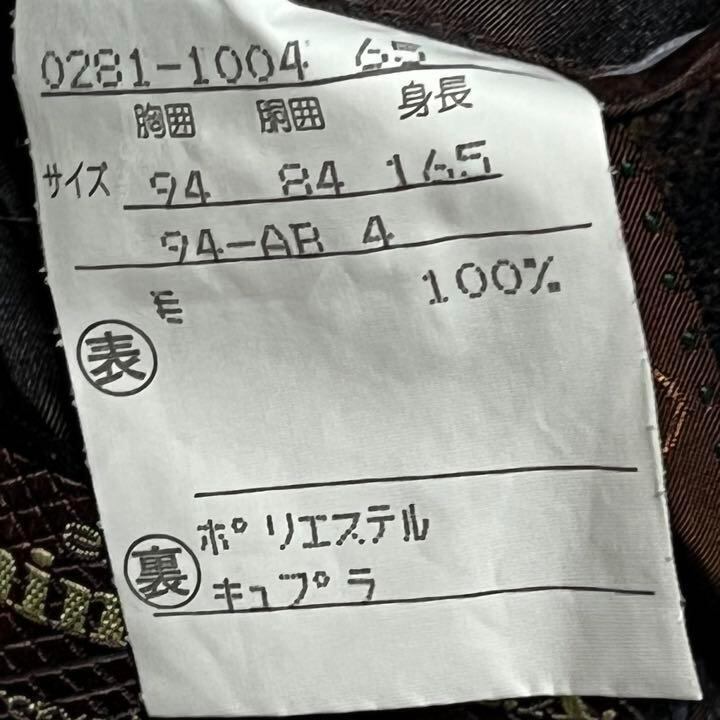 0281-1004 65
胸囲 胴囲 身長
サイズ 94 84 165
94-AB 4
表 毛 100%
裏 ポリエステル
キュプラ